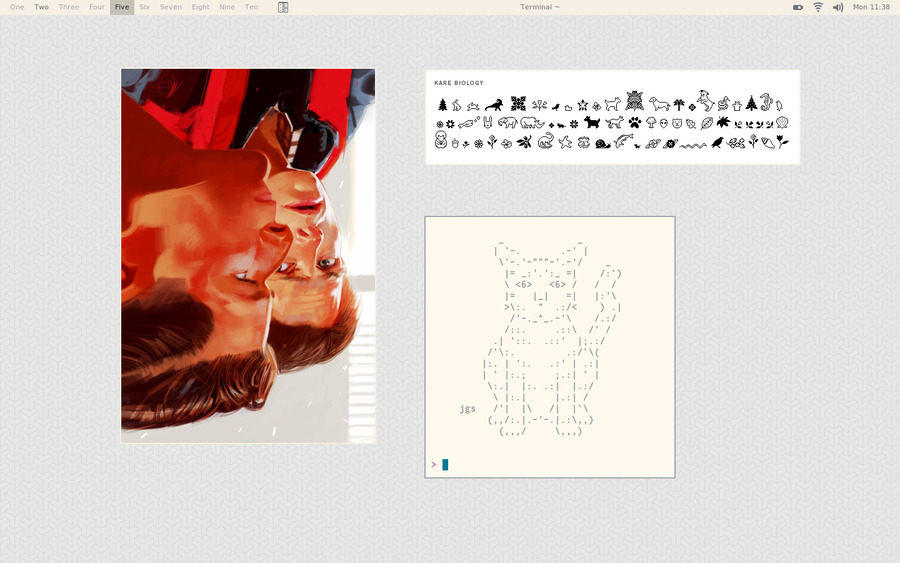 One Two Three Four Five Six Seven Eight Nine Ten
Terminal ~
Mon 11:38
KARE BIOLOGY
jgs
>